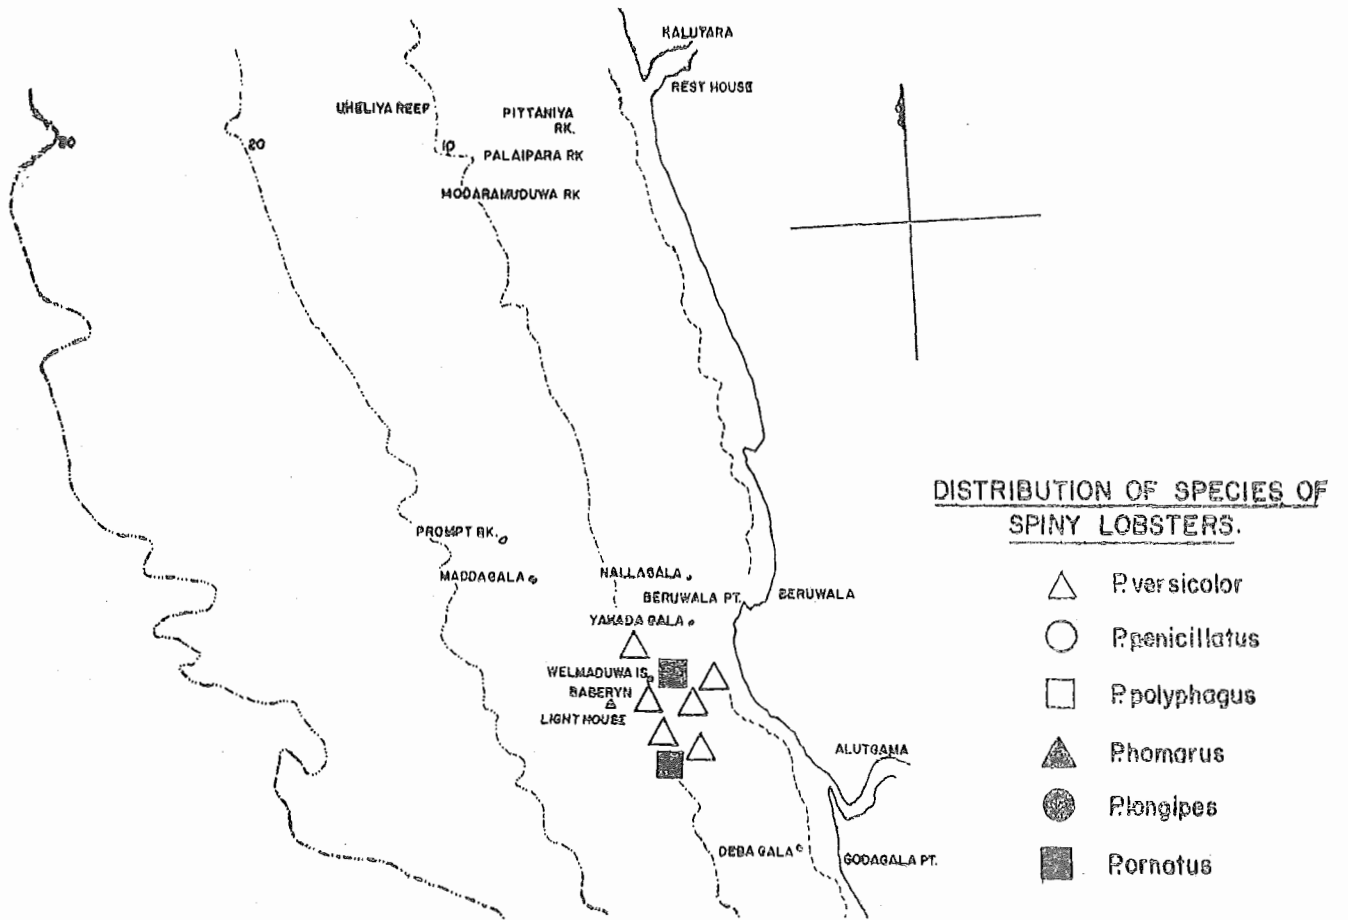 KALUTARA
REST HOUSE
UHELIYA REEF
PITTANIYA
RK.
20
10
PALAIPARA RK
MODARAMUDUWA RK
DISTRIBUTION OF SPECIES OF
SPINY LOBSTERS.
PROMPT RK.
MADDAGALA
NALLAGALA
BERUWALA PT.
BERUWALA
YAKADA GALA
WELMADUWA IS.
BABERYN
LIGHT HOUSE
ALUTGAMA
DEBA GALA
GODAGALA PT.
P.versicolor
P.penicillatus
P.polyphagus
P.homarus
P.longipes
P.ornatus